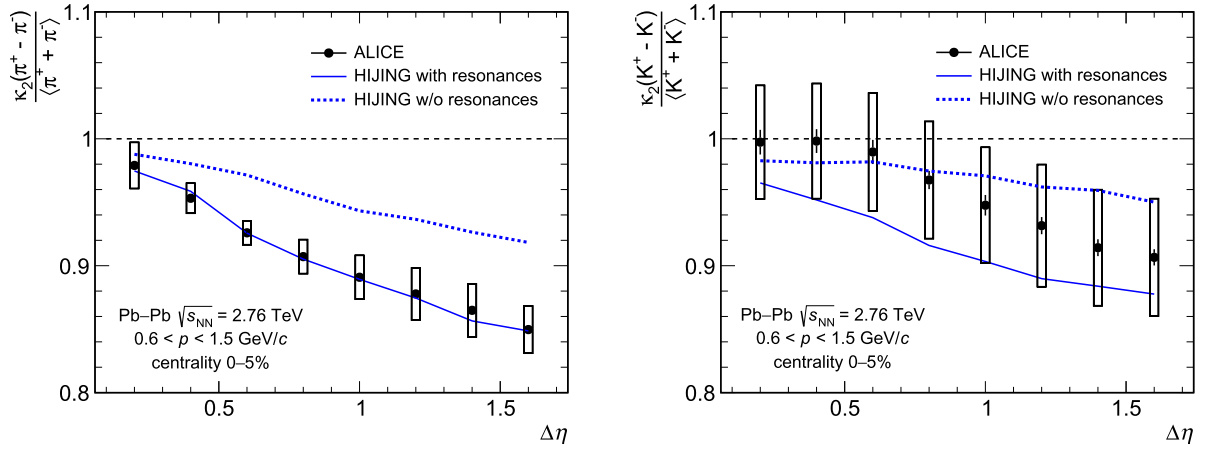 κ₂(π⁺ - π⁻)
⟨π⁺ + π⁻⟩
1.1
1
0.9
0.8
ALICE
HIJING with resonances
HIJING w/o resonances
Pb–Pb √sNN = 2.76 TeV
0.6 < p < 1.5 GeV/c
centrality 0–5%
0.5
1
1.5
Δη
κ₂(K⁺ - K⁻)
⟨K⁺ + K⁻⟩
1.1
1
0.9
0.8
ALICE
HIJING with resonances
HIJING w/o resonances
Pb–Pb √sNN = 2.76 TeV
0.6 < p < 1.5 GeV/c
centrality 0–5%
0.5
1
1.5
Δη